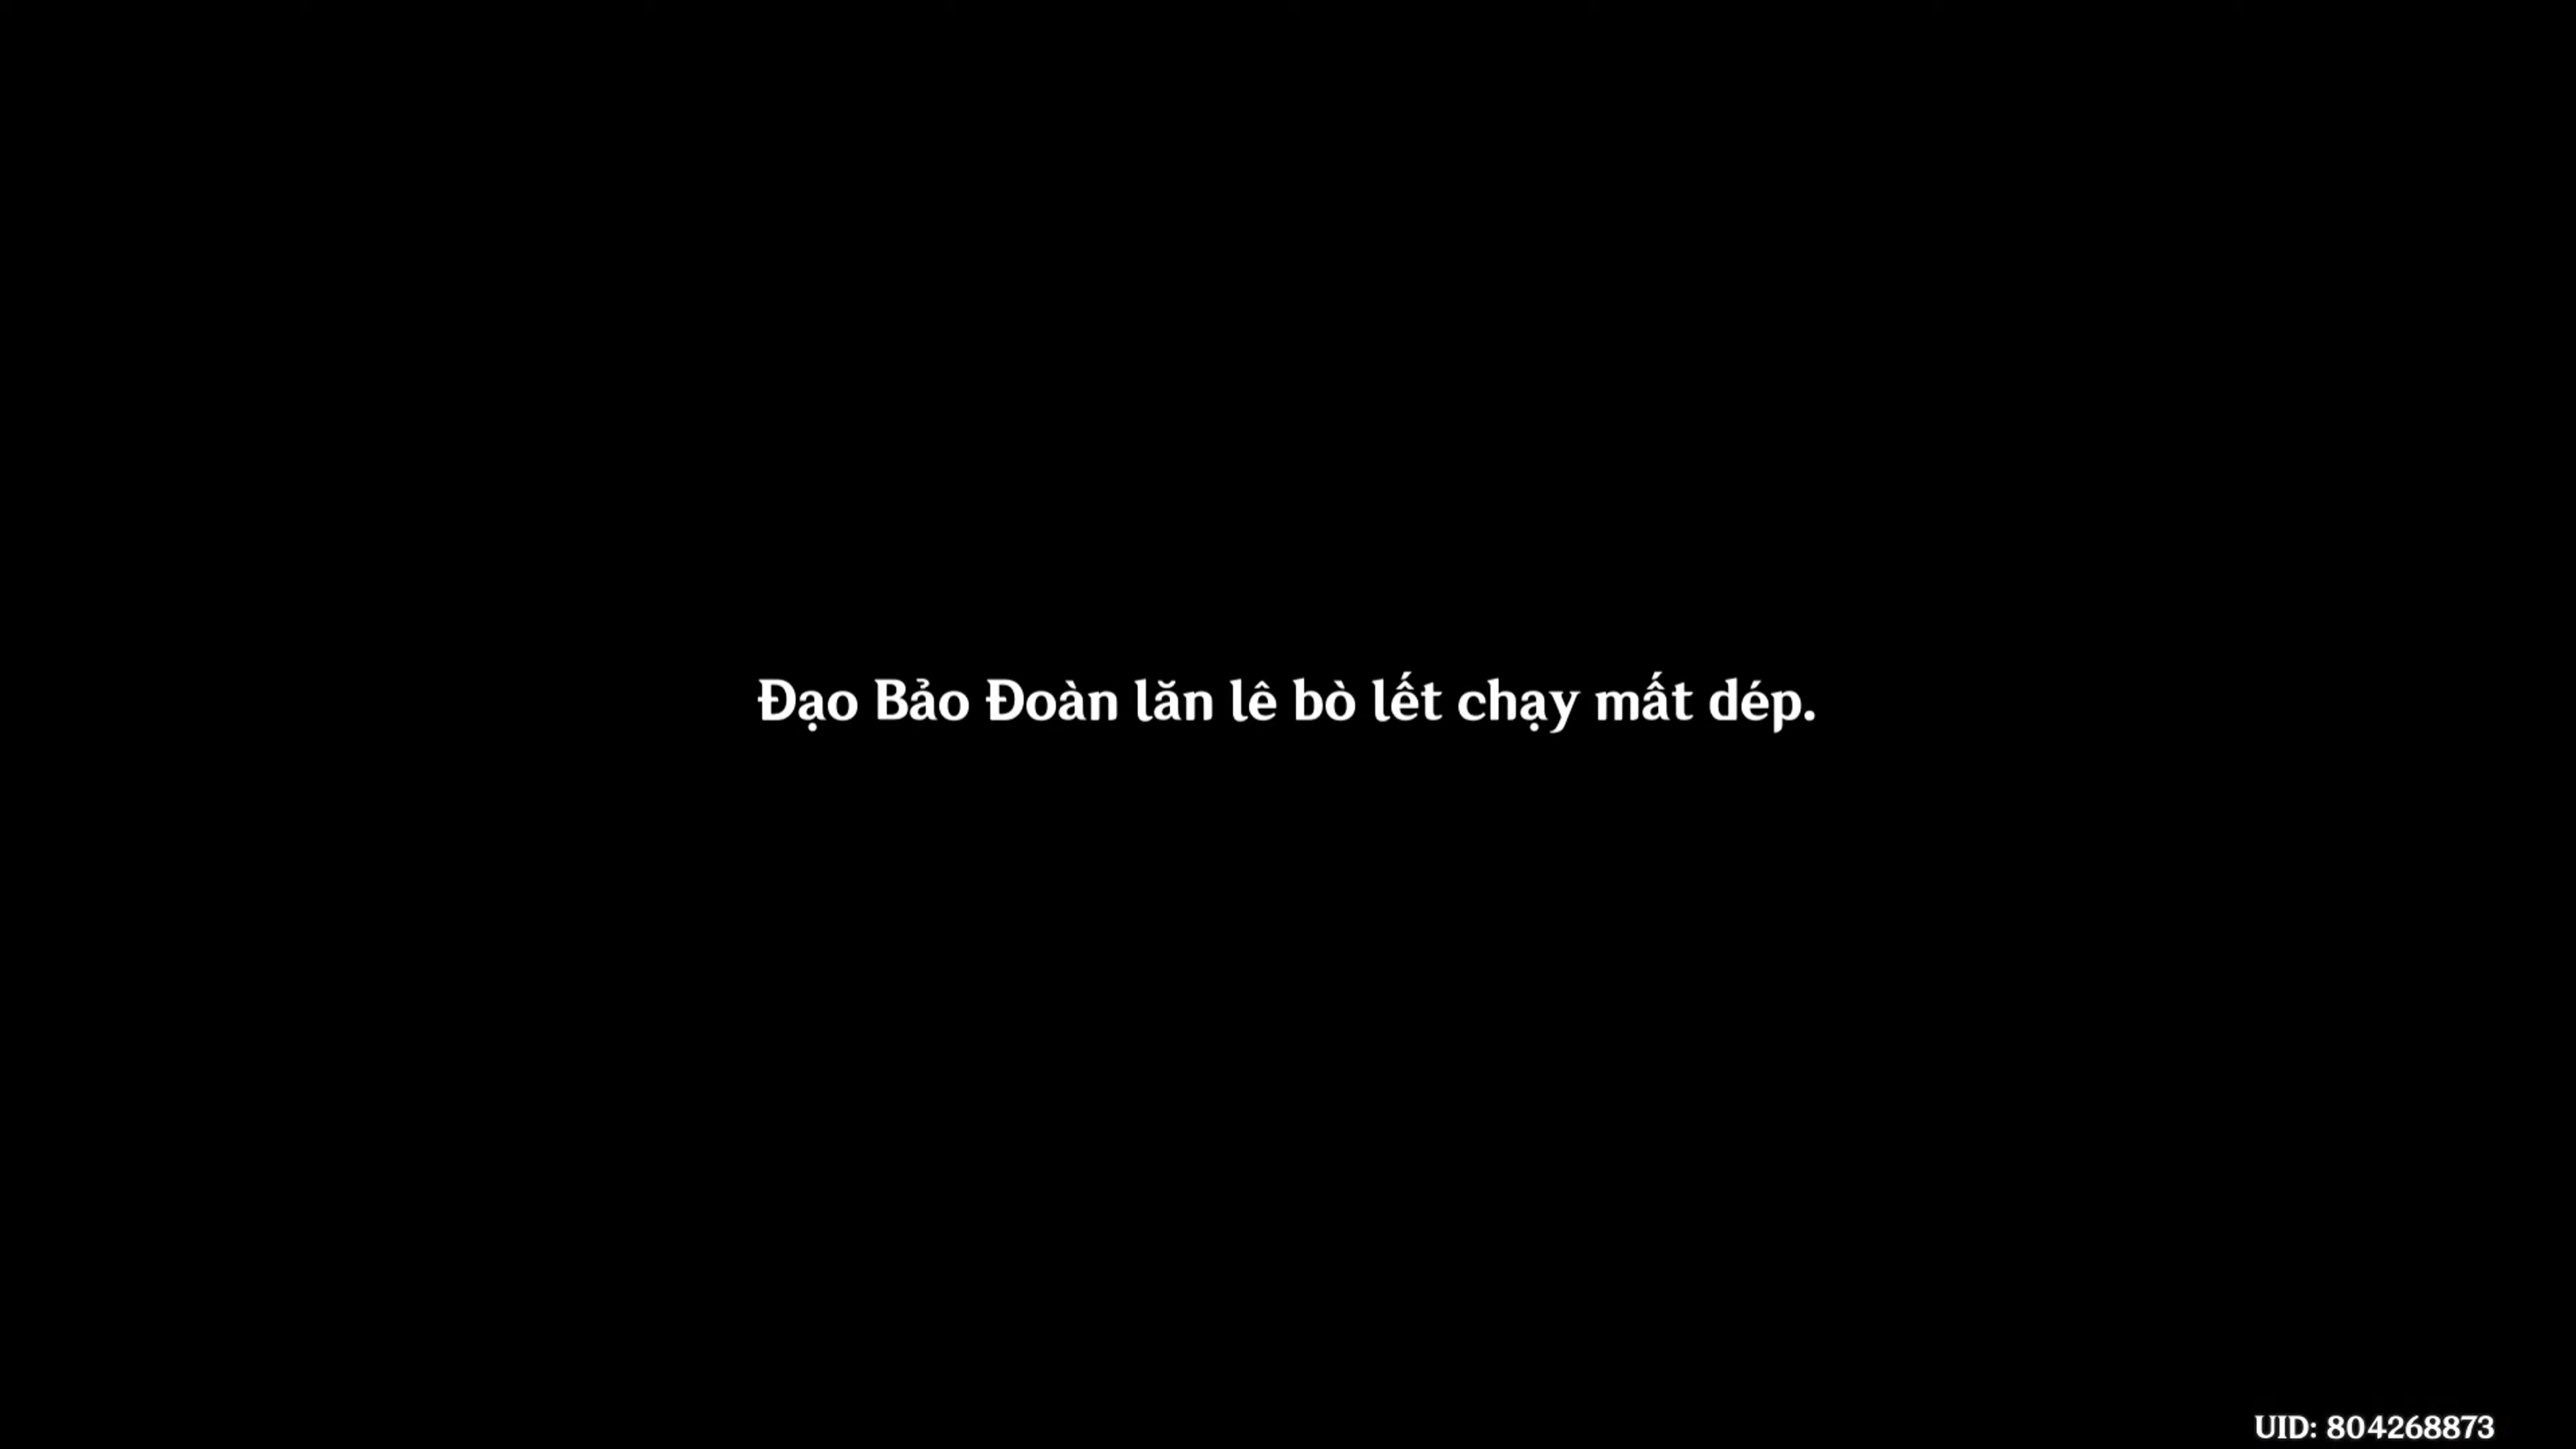 Đạo Bảo Đoàn lăn lê bò lết chạy mất dép.
UID: 804268873